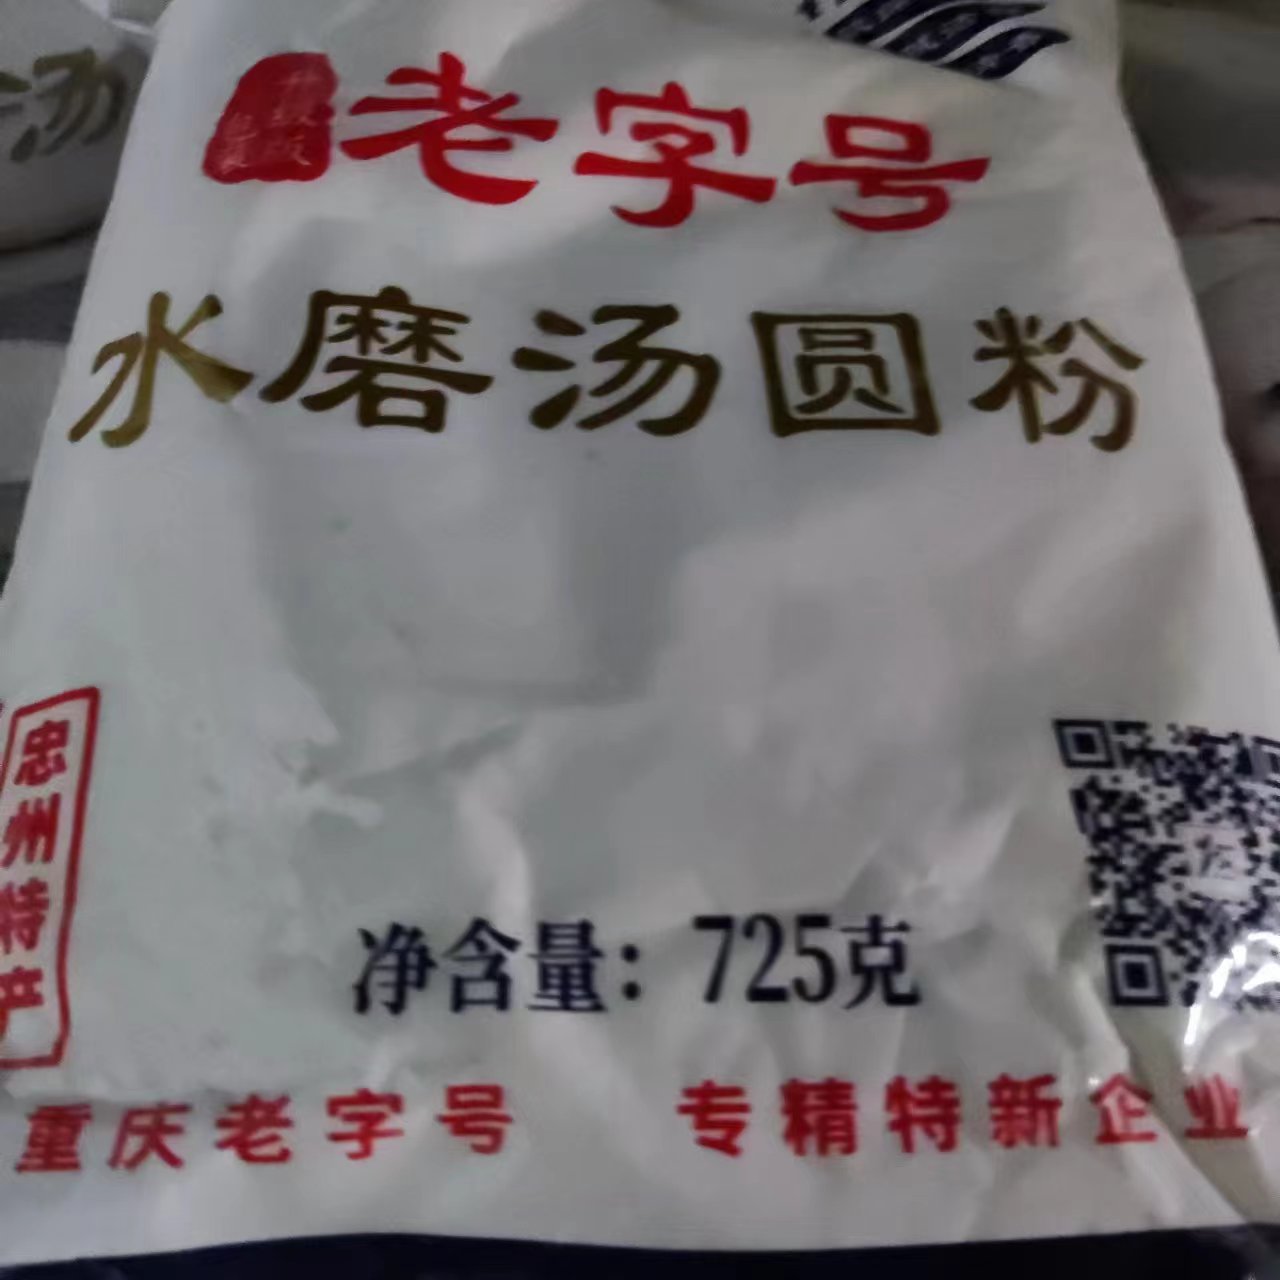 老字号
水磨汤圆粉
忠州特产
净含量：725克
重庆老字号 专精特新企业